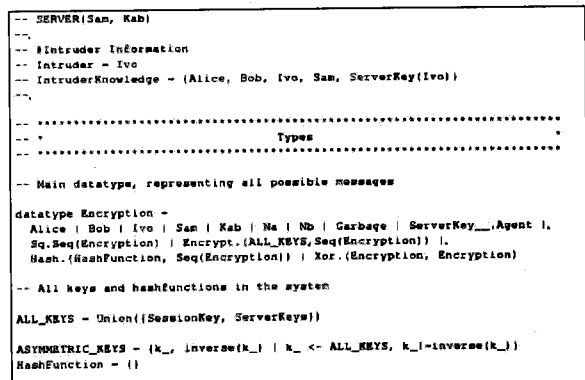 -- SERVER(Sam, Kab)
--.
-- #Intruder Information
-- Intruder = Ivo
-- IntruderKnowledge = {Alice, Bob, Ivo, Sam, ServerKey(Ivo)}
--.
-- ***********************************************************
-- * Types *
-- ***********************************************************
-- Main datatype, representing all possible messages
datatype Encryption =
Alice | Bob | Ivo | Sam | Kab | Na | Nb | Garbage | ServerKey__.Agent |.
Sq.Seq(Encryption) | Encrypt.(ALL_KEYS,Seq(Encryption)) |.
Hash.(HashFunction, Seq(Encryption)) | Xor.(Encryption, Encryption)
-- All keys and hashfunctions in the system
ALL_KEYS = Union({SessionKey, ServerKeys})
ASYMMETRIC_KEYS = {k_, inverse(k_) | k_ <- ALL_KEYS, k_!=inverse(k_)}
HashFunction = {}